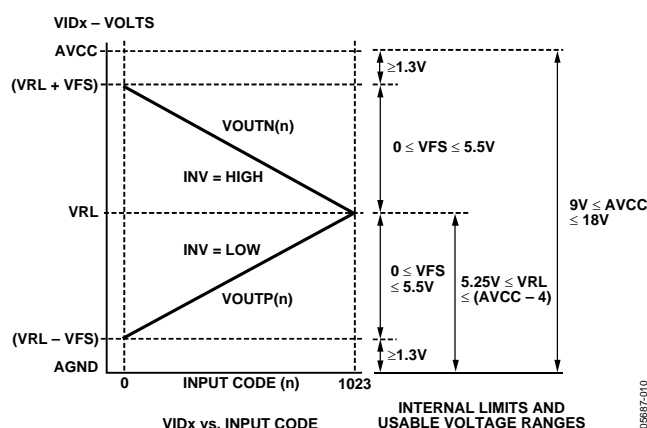 VIDx – VOLTS
AVCC
(VRL + VFS)
VRL
(VRL – VFS)
AGND
VOUTN(n)
INV = HIGH
INV = LOW
VOUTP(n)
0
INPUT CODE (n)
1023
VIDx vs. INPUT CODE
≥1.3V
0 ≤ VFS ≤ 5.5V
0 ≤ VFS
≤ 5.5V
≥1.3V
5.25V ≤ VRL
≤ (AVCC – 4)
9V ≤ AVCC
≤ 18V
INTERNAL LIMITS AND
USABLE VOLTAGE RANGES
05687-010